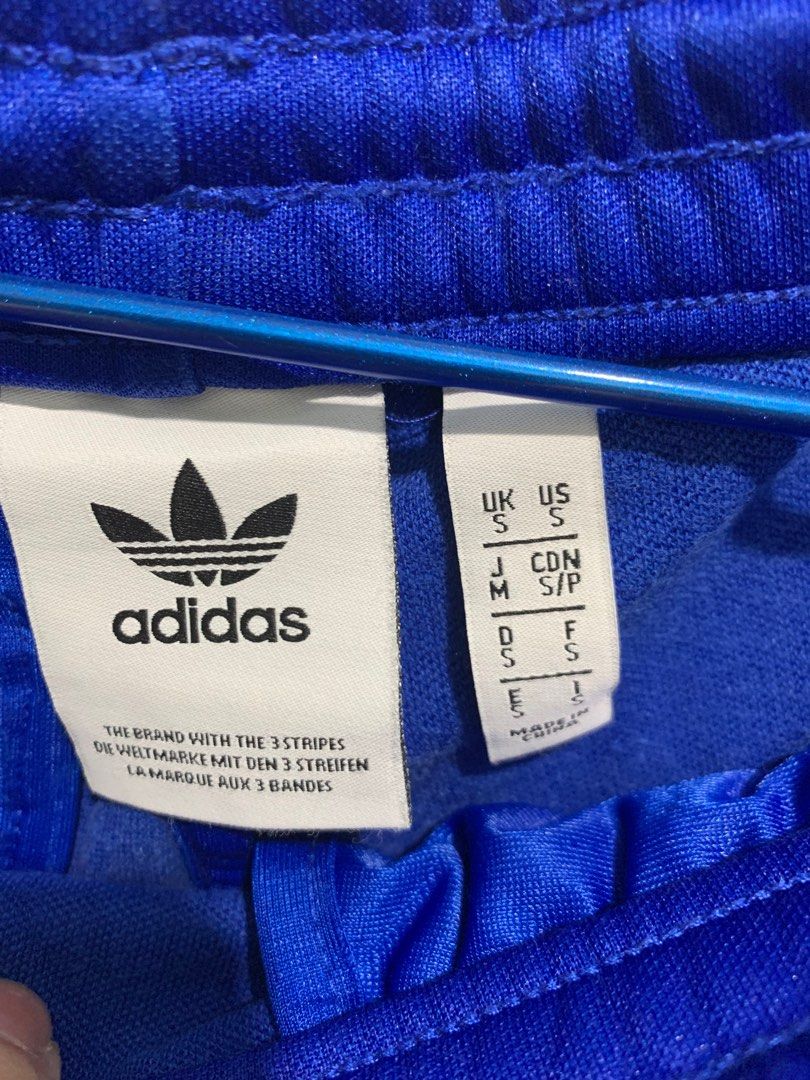 adidas
THE BRAND WITH THE 3 STRIPES
DIE WELTMARKE MIT DEN 3 STREIFEN
LA MARQUE AUX 3 BANDES
UK US
S S
J CDN
M S/P
D F
S S
ES I
S S
MADE IN
CHINA